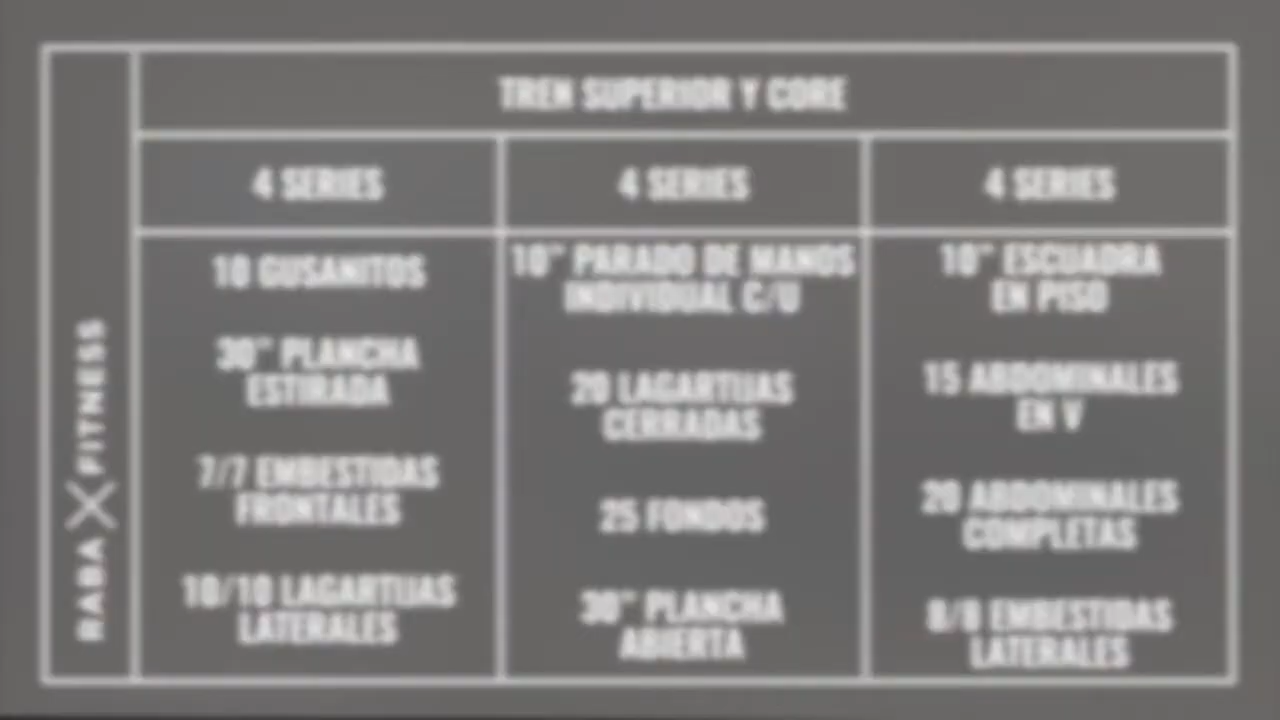 TREN SUPERIOR Y CORE
4 SERIES
10 GUSANITOS
30" PLANCHA
ESTIRADA
7/7 EMBESTIDAS
FRONTALES
10/10 LAGARTIJAS
LATERALES
4 SERIES
10" PARADO DE MANOS
INDIVIDUAL C/U
20 LAGARTIJAS
CERRADAS
25 FONDOS
30" PLANCHA
ABIERTA
4 SERIES
10" ESCUADRA
EN PISO
15 ABDOMINALES
EN V
20 ABDOMINALES
COMPLETAS
8/8 EMBESTIDAS
LATERALES
RABA X FITNESS